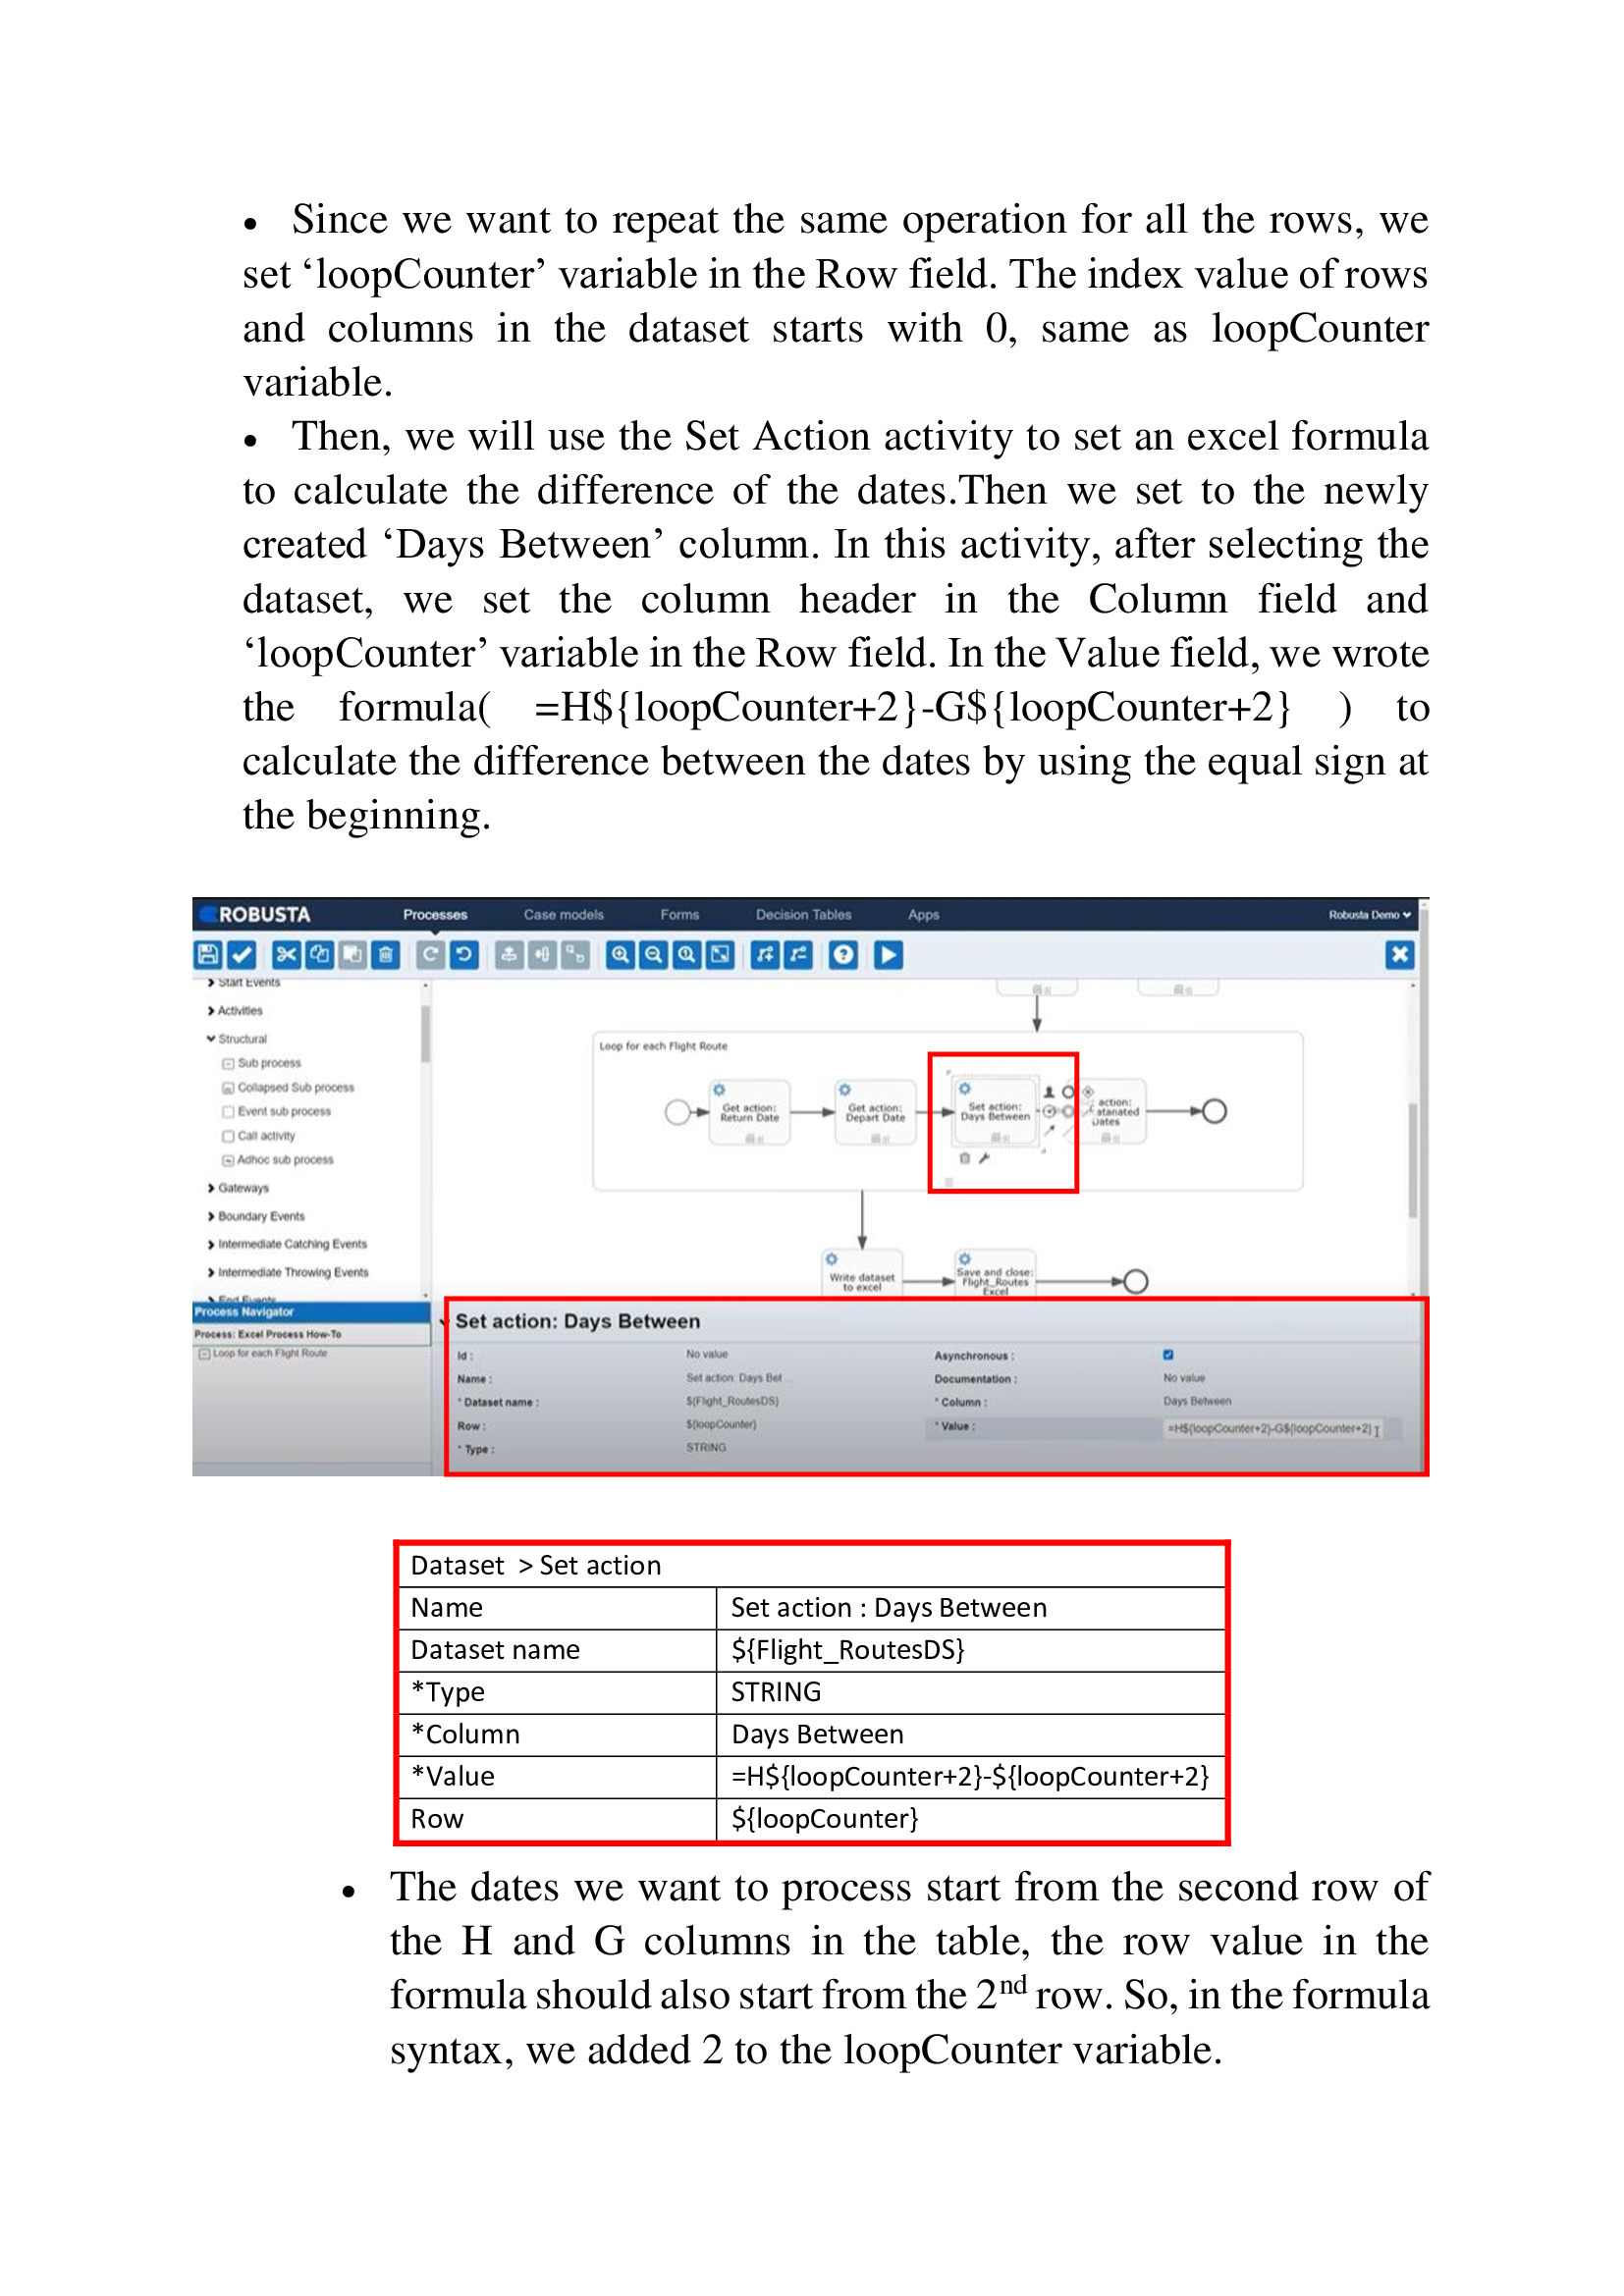 • Since we want to repeat the same operation for all the rows, we
set ‘loopCounter’ variable in the Row field. The index value of rows
and columns in the dataset starts with 0, same as loopCounter
variable.
• Then, we will use the Set Action activity to set an excel formula
to calculate the difference of the dates.Then we set to the newly
created ‘Days Between’ column. In this activity, after selecting the
dataset, we set the column header in the Column field and
‘loopCounter’ variable in the Row field. In the Value field, we wrote
the formula( =H${loopCounter+2}-G${loopCounter+2} ) to
calculate the difference between the dates by using the equal sign at
the beginning.
ROBUSTA Processes Case models Forms Decision Tables Apps Robusta Demo
Start Events
Activities
Structural
Sub process
Collapsed Sub process
Event sub process
Call activity
Adhoc sub process
Gateways
Boundary Events
Intermediate Catching Events
Intermediate Throwing Events
End Events
Loop for each Flight Route
Get action:
Return Date
Get action:
Depart Date
Set action:
Days Between
action:
atanated
Dates
Write dataset
to excel
Save and close:
Flight_Routes
Excel
Process Navigator
Process: Excel Process How-To
Loop for each Flight Route
Set action: Days Between
Id : No value Asynchronous :
Name : Set action: Days Bet ... Documentation : No value
* Dataset name : ${Flight_RoutesDS} * Column : Days Between
Row : ${loopCounter} * Value : =H${loopCounter+2}-G${loopCounter+2}
* Type : STRING
Dataset > Set action
Name Set action : Days Between
Dataset name ${Flight_RoutesDS}
*Type STRING
*Column Days Between
*Value =H${loopCounter+2}-${loopCounter+2}
Row ${loopCounter}
• The dates we want to process start from the second row of
the H and G columns in the table, the row value in the
formula should also start from the 2nd row. So, in the formula
syntax, we added 2 to the loopCounter variable.